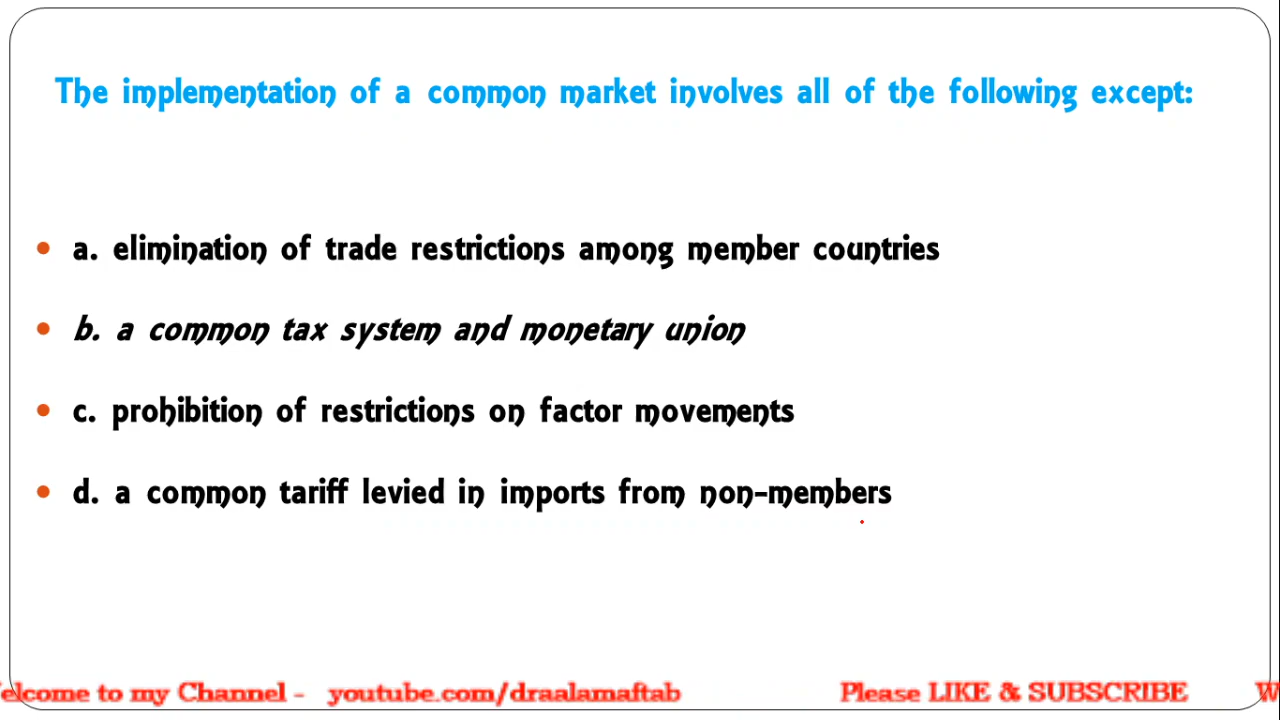 The implementation of a common market involves all of the following except:
a. elimination of trade restrictions among member countries
b. a common tax system and monetary union
c. prohibition of restrictions on factor movements
d. a common tariff levied in imports from non-members
elcome to my Channel - youtube.com/draalamaftab Please LIKE & SUBSCRIBE W